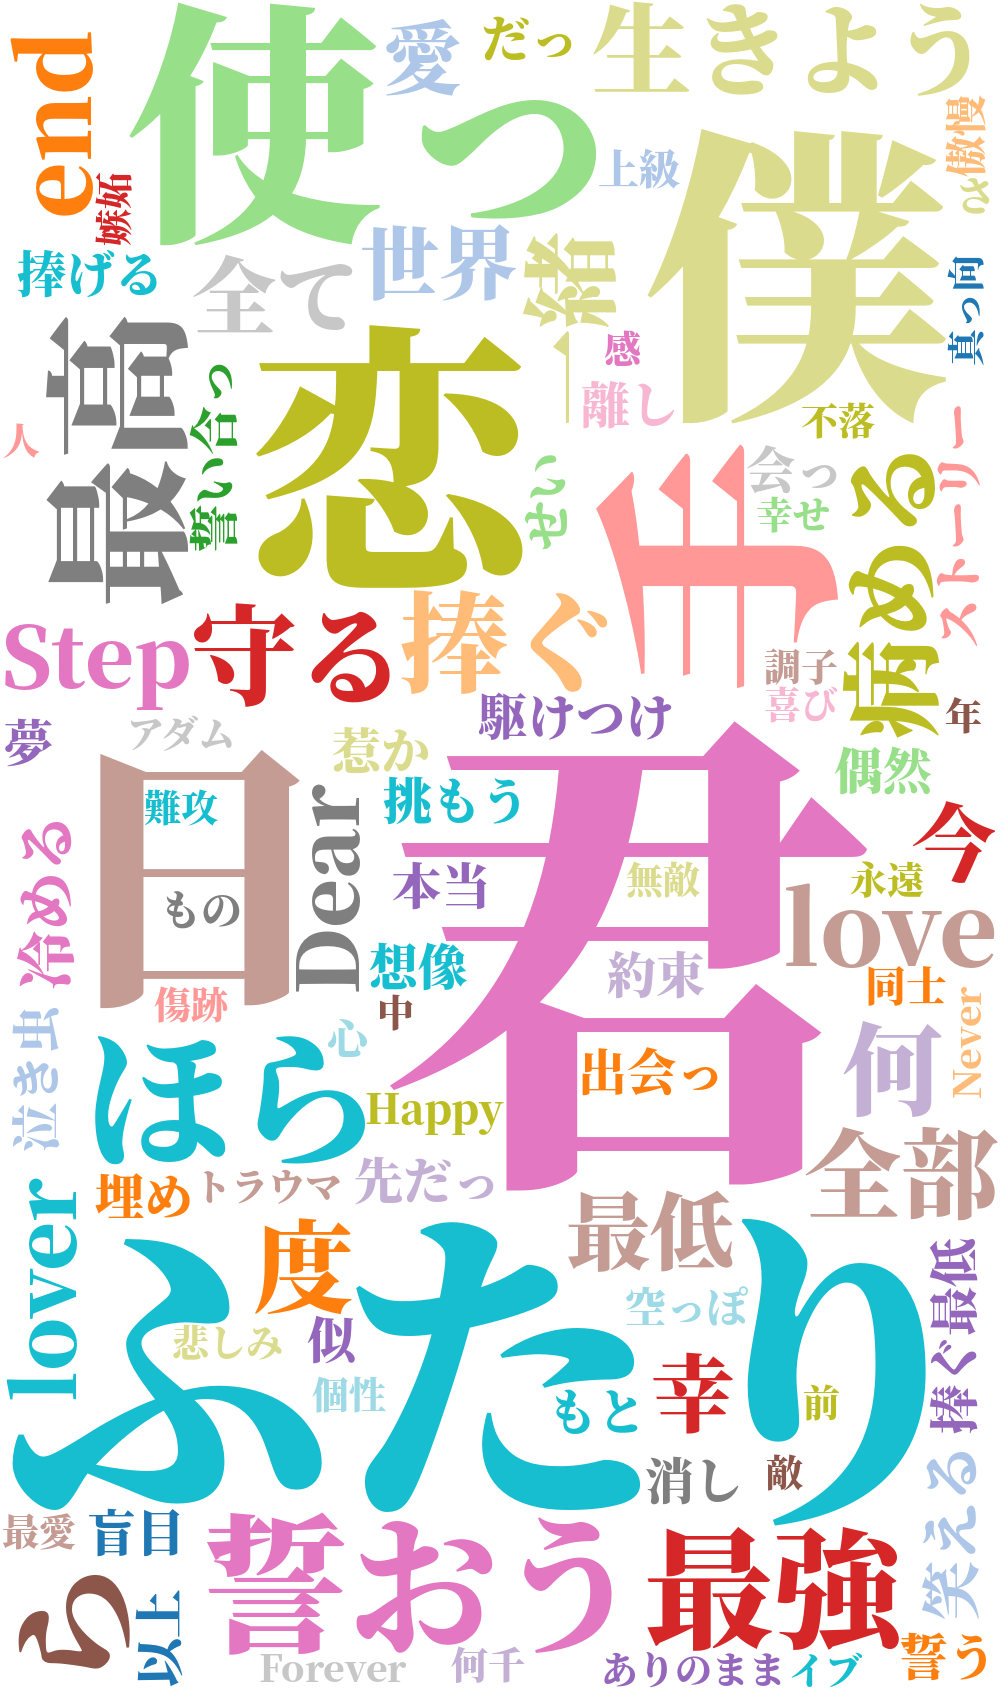 end
使っ
愛
だっ
生きよう
傲慢
さ
嫉妬
上級
僕
捧げる
全て
世界
一緒
真っ向
最高
恋
感
離し
不落
人
誓い合っ
せい
手
会っ
幸せ
病める
ストーリー
Step
守る
捧ぐ
調子
喜び
年
夢
アダム
惹か
駆けつけ
偶然
日
難攻
Dear
挑もう
君
今
冷める
もの
本当
無敵
永遠
love
想像
約束
同士
傷跡
中
Never
泣き虫
ほら
心
出会っ
何
Happy
全部
lover
埋め
トラウマ
先だっ
最低
ふたり
度
空っぽ
捧ぐ最低
悲しみ
似
個性
もと
幸
前
消し
敵
笑える
最愛
盲目
誓おう
最強
ら
以上
誓う
Forever
何千
ありのまま
イブ